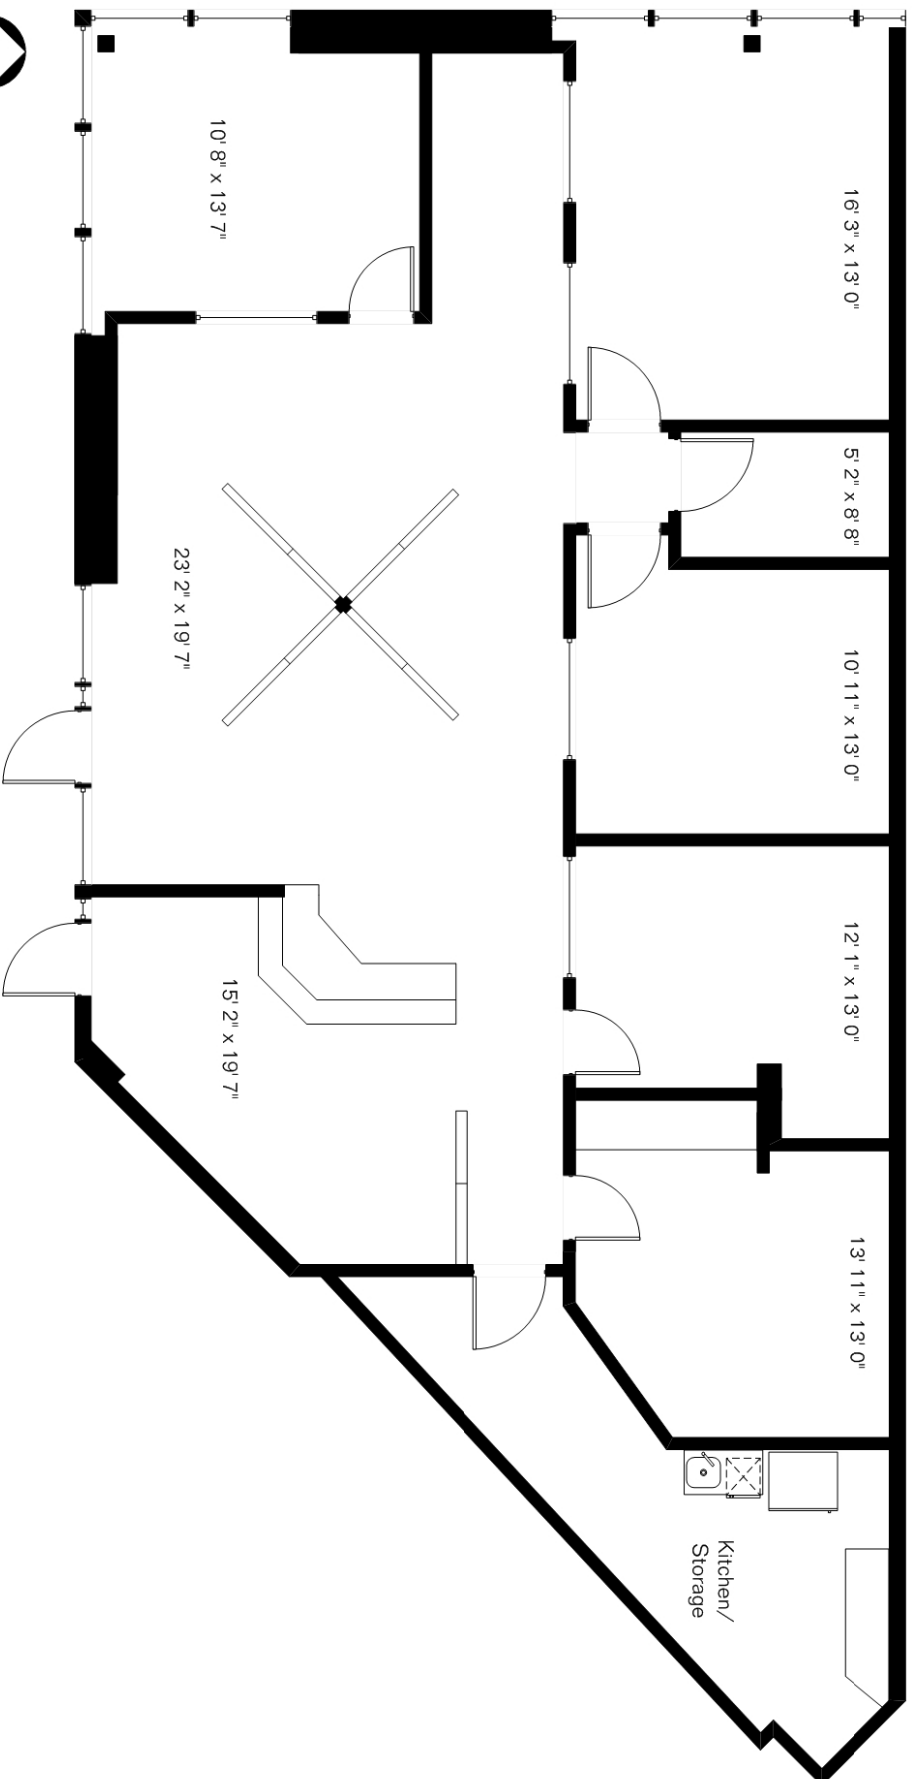 16' 3" x 13' 0"
5' 2" x 8' 8"
10' 11" x 13' 0"
12' 1" x 13' 0"
13' 11" x 13' 0"
Kitchen/
Storage
10' 8" x 13' 7"
23' 2" x 19' 7"
15' 2" x 19' 7"